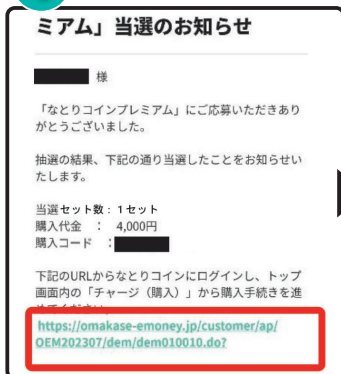 ミアム」当選のお知らせ
様
「なとりコインプレミアム」にご応募いただきあり
がとうございました。
抽選の結果、下記の通り当選したことをお知らせい
たします。
当選セット数：1セット
購入代金 ： 4,000円
購入コード ：
下記のURLからなとりコインにログインし、トップ
画面内の「チャージ（購入）」から購入手続きを進
めてください。
https://omakase-emoney.jp/customer/ap/
OEM202307/dem/dem010010.do?